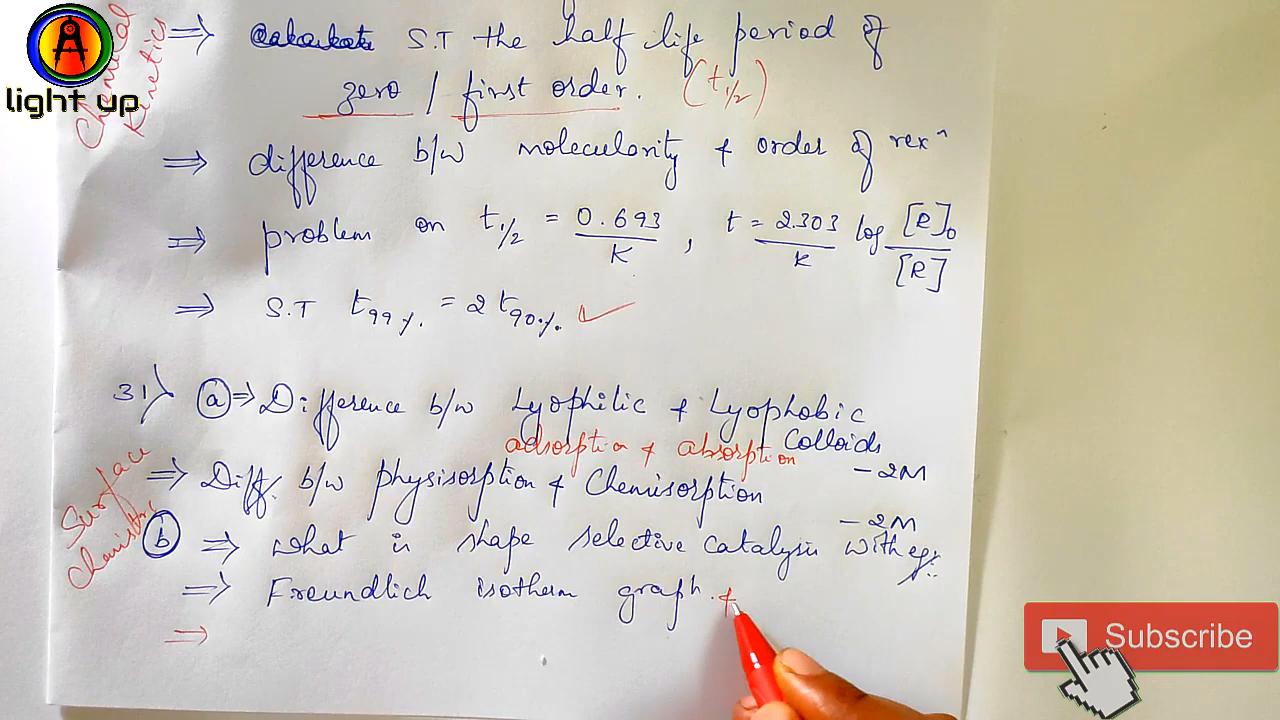 light up
Chemical
Kinetics
⇒ S.T the half life period of
zero / first order. (t1/2)
⇒ difference b/w molecularity & order of rexⁿ
⇒ problem on t1/2 = 0.693/K , t = 2.303/K log [R]₀/[R]
⇒ S.T t99%. = 2 t90%. ✓
31) (a) ⇒ Difference b/w Lyophilic & Lyophobic
Colloids
adsorption & absorption
- 2M
Surface
Chemistry
⇒ Diff. b/w physisorption & Chemisorption
- 2M
(b) ⇒ What is shape selective catalysis with eg:
⇒ Freundlich isotherm graph. &
⇒
Subscribe